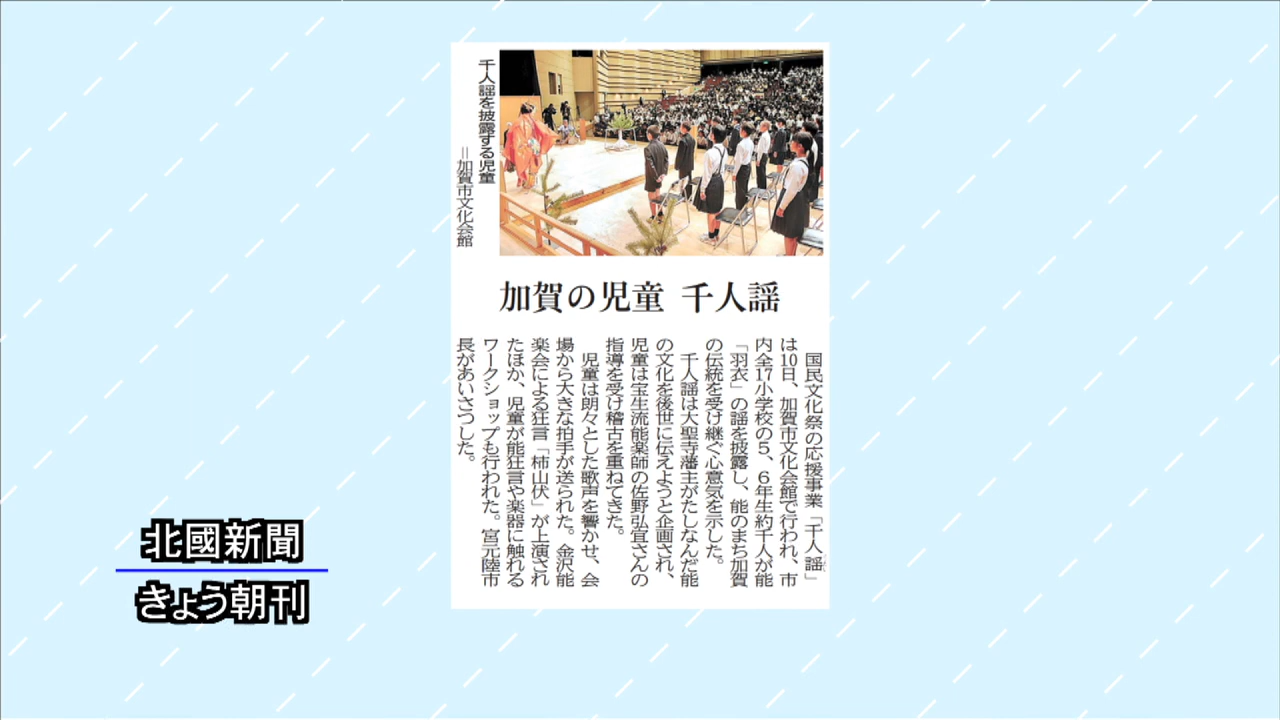 千人謡を披露する児童
＝加賀市文化会館
加賀の児童 千人謡
国民文化祭の応援事業「千人謡」
は10日、加賀市文化会館で行われ、市
内全17小学校の５、６年生約千人が能
「羽衣」の謡を披露し、能のまち加賀
の伝統を受け継ぐ心意気を示した。
千人謡は大聖寺藩主がたしなんだ能
の文化を後世に伝えようと企画され、
児童は宝生流能楽師の佐野弘宜さんの
指導を受け稽古を重ねてきた。
児童は朗々とした歌声を響かせ、会
場から大きな拍手が送られた。金沢能
楽会による狂言「柿山伏」が上演され
たほか、児童が能狂言や楽器に触れる
ワークショップも行われた。宮元陸市
長があいさつした。
北國新聞
きょう朝刊